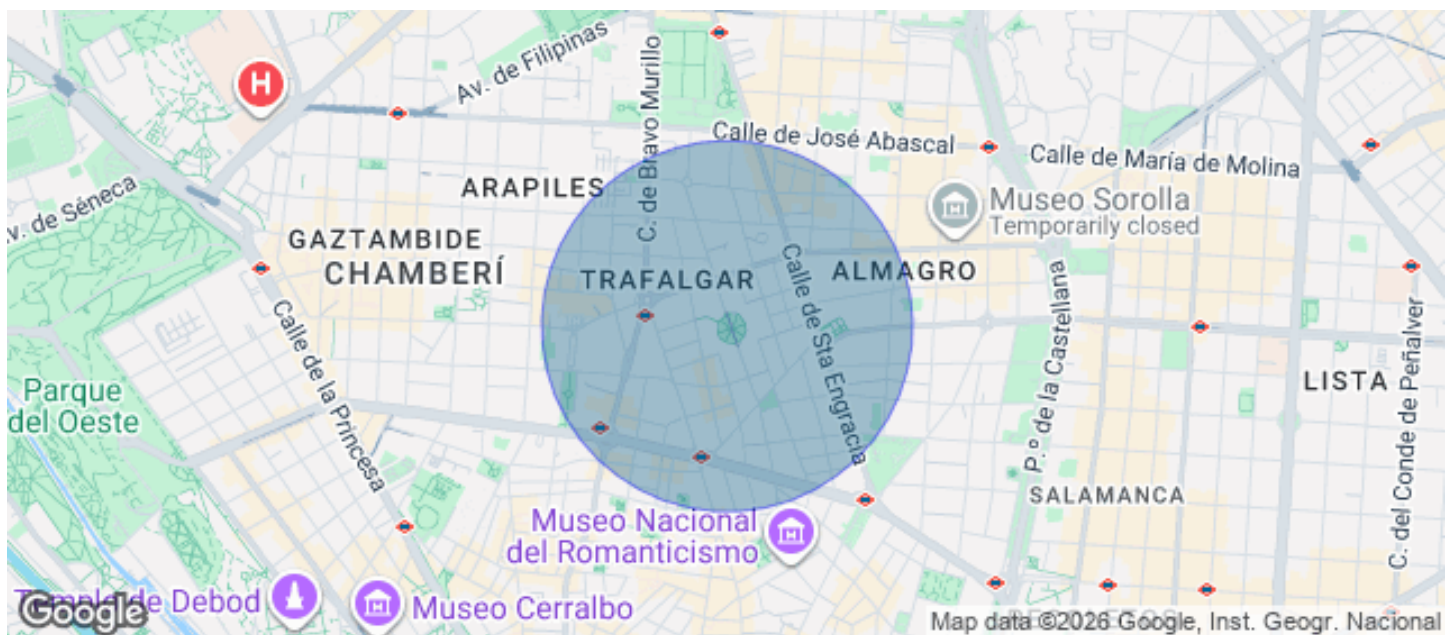 H
Av. de Filipinas
C. de Bravo Murillo
Calle de José Abascal
Calle de María de Molina
Av. de Séneca
ARAPILES
Museo Sorolla
Temporarily closed
GAZTAMBIDE
CHAMBERÍ
TRAFALGAR
ALMAGRO
Calle de Sta Engracia
Calle de la Princesa
Pº de la Castellana
C. del Conde de Peñalver
Parque
del Oeste
LISTA
SALAMANCA
Museo Nacional
del Romanticismo
Temple de Debod
Museo Cerralbo
Google
Map data ©2026 Google, Inst. Geogr. Nacional